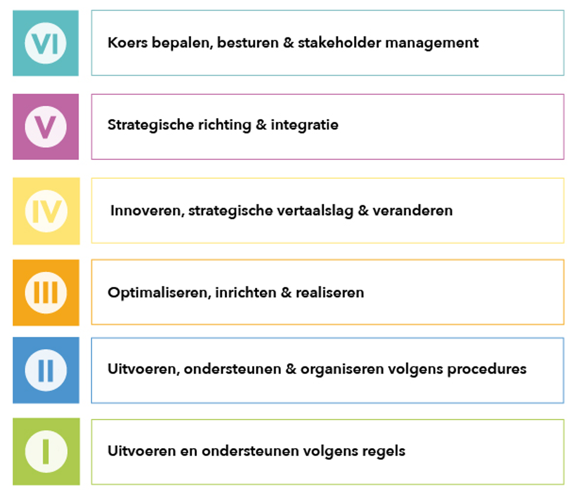 VI Koers bepalen, besturen & stakeholder management
V Strategische richting & integratie
IV Innoveren, strategische vertaalslag & veranderen
III Optimaliseren, inrichten & realiseren
II Uitvoeren, ondersteunen & organiseren volgens procedures
I Uitvoeren en ondersteunen volgens regels